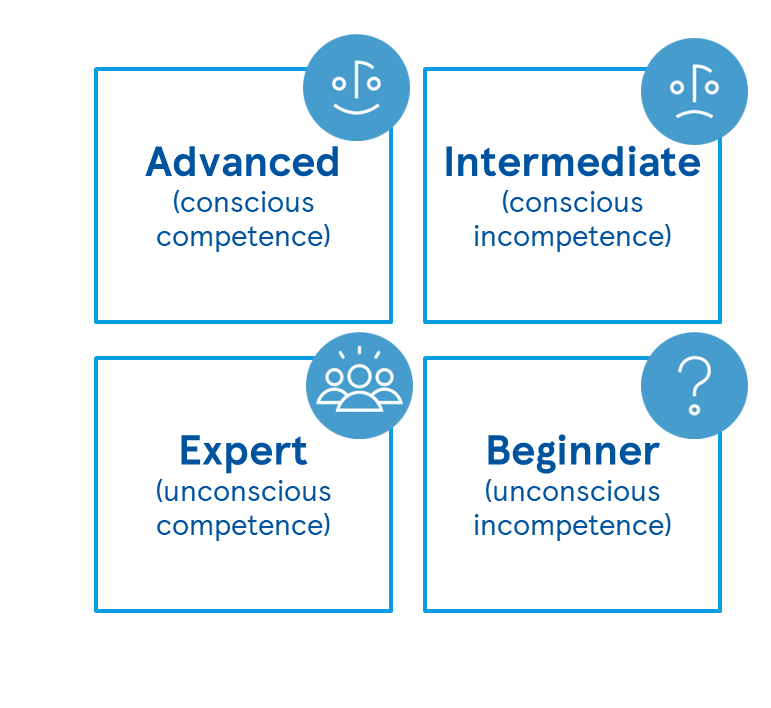 Advanced
(conscious
competence)
Intermediate
(conscious
incompetence)
Expert
(unconscious
competence)
?
Beginner
(unconscious
incompetence)